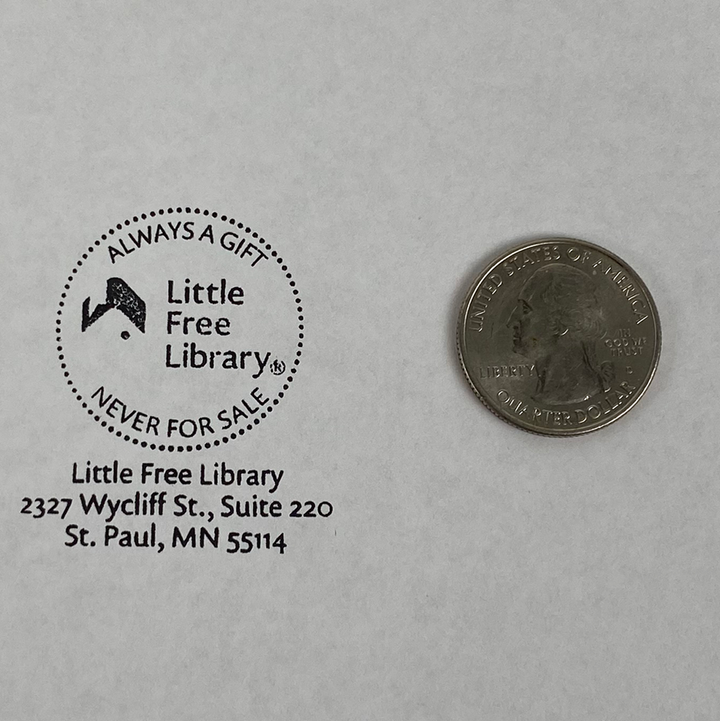 ALWAYS A GIFT
Little
Free
Library®
NEVER FOR SALE
Little Free Library
2327 Wycliff St., Suite 220
St. Paul, MN 55114
UNITED STATES OF AMERICA
IN
GOD WE
TRUST
LIBERTY
QUARTER DOLLAR